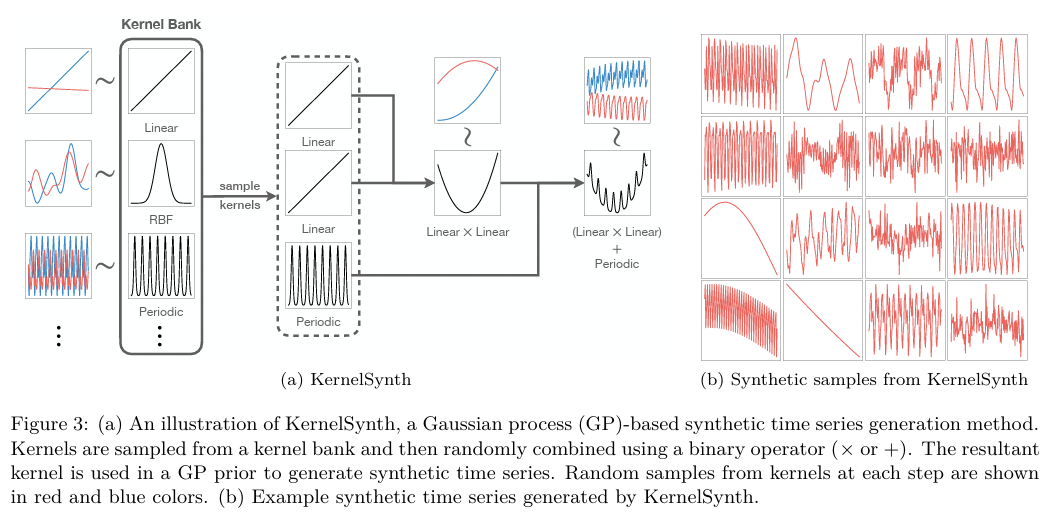 Kernel Bank
Linear
RBF
Periodic
sample
kernels
Linear
Linear
Periodic
Linear × Linear
(Linear × Linear)
+
Periodic
(a) KernelSynth
(b) Synthetic samples from KernelSynth
Figure 3: (a) An illustration of KernelSynth, a Gaussian process (GP)-based synthetic time series generation method.
Kernels are sampled from a kernel bank and then randomly combined using a binary operator (× or +). The resultant
kernel is used in a GP prior to generate synthetic time series. Random samples from kernels at each step are shown
in red and blue colors. (b) Example synthetic time series generated by KernelSynth.